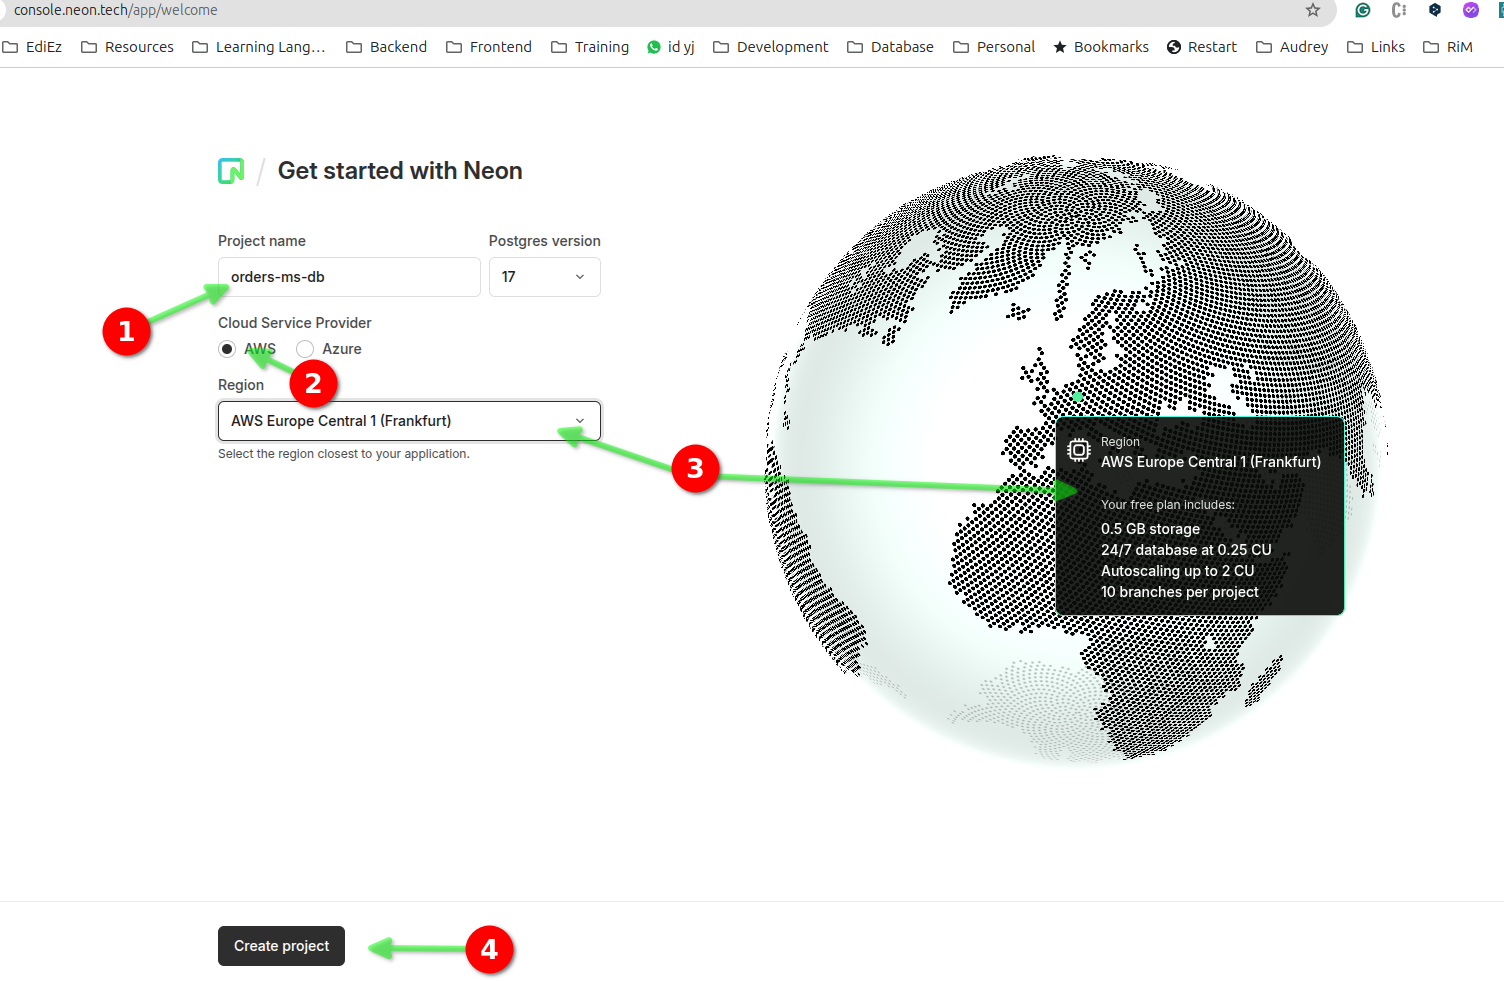 console.neon.tech/app/welcome
EdiEz Resources Learning Lang... Backend Frontend Training id yj Development Database Personal Bookmarks Restart Audrey Links RiM
/ Get started with Neon
Project name Postgres version
orders-ms-db 17
1
Cloud Service Provider
AWS Azure
2
Region
AWS Europe Central 1 (Frankfurt)
Select the region closest to your application.
3
Region
AWS Europe Central 1 (Frankfurt)
Your free plan includes:
0.5 GB storage
24/7 database at 0.25 CU
Autoscaling up to 2 CU
10 branches per project
Create project
4